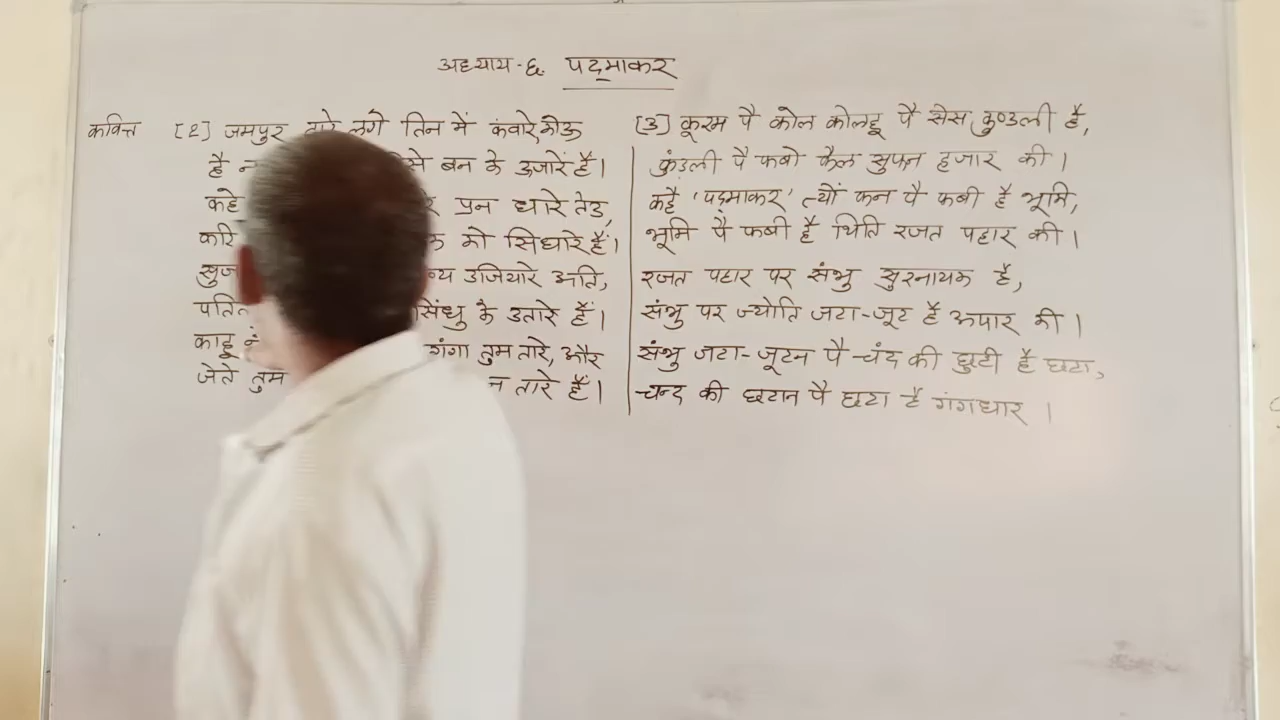 अध्याय-६. पद्माकर
कवित्त [2] जमपुर द्वारे लगे तिन में केवारे कोऊ
है न से बन के उजारे हैं।
कहे प्रन धारे तेउ,
करि को सिधारे हैं।
सुज उजियारे अति,
पतित सिंधु के उतारे हैं।
काहू गंगा तुम तारे, और
जेते तुम न तारे हैं।
[3] कूरम पै कोल कोलहू पै सेस कुण्डली है,
कुंडली पै फबी फैल सुफन हजार की।
कहै 'पद्माकर' त्यों फन पै फबी है भूमि,
भूमि पै फबी है थिति रजत पहार की।
रजत पहार पर संभु सुरनायक है,
संभु पर ज्योति जटा-जूट है अपार की।
संभु जटा-जूटन पै चंद की छुटी है छटा,
चन्द की छटान पै छटा है गंगधार ।